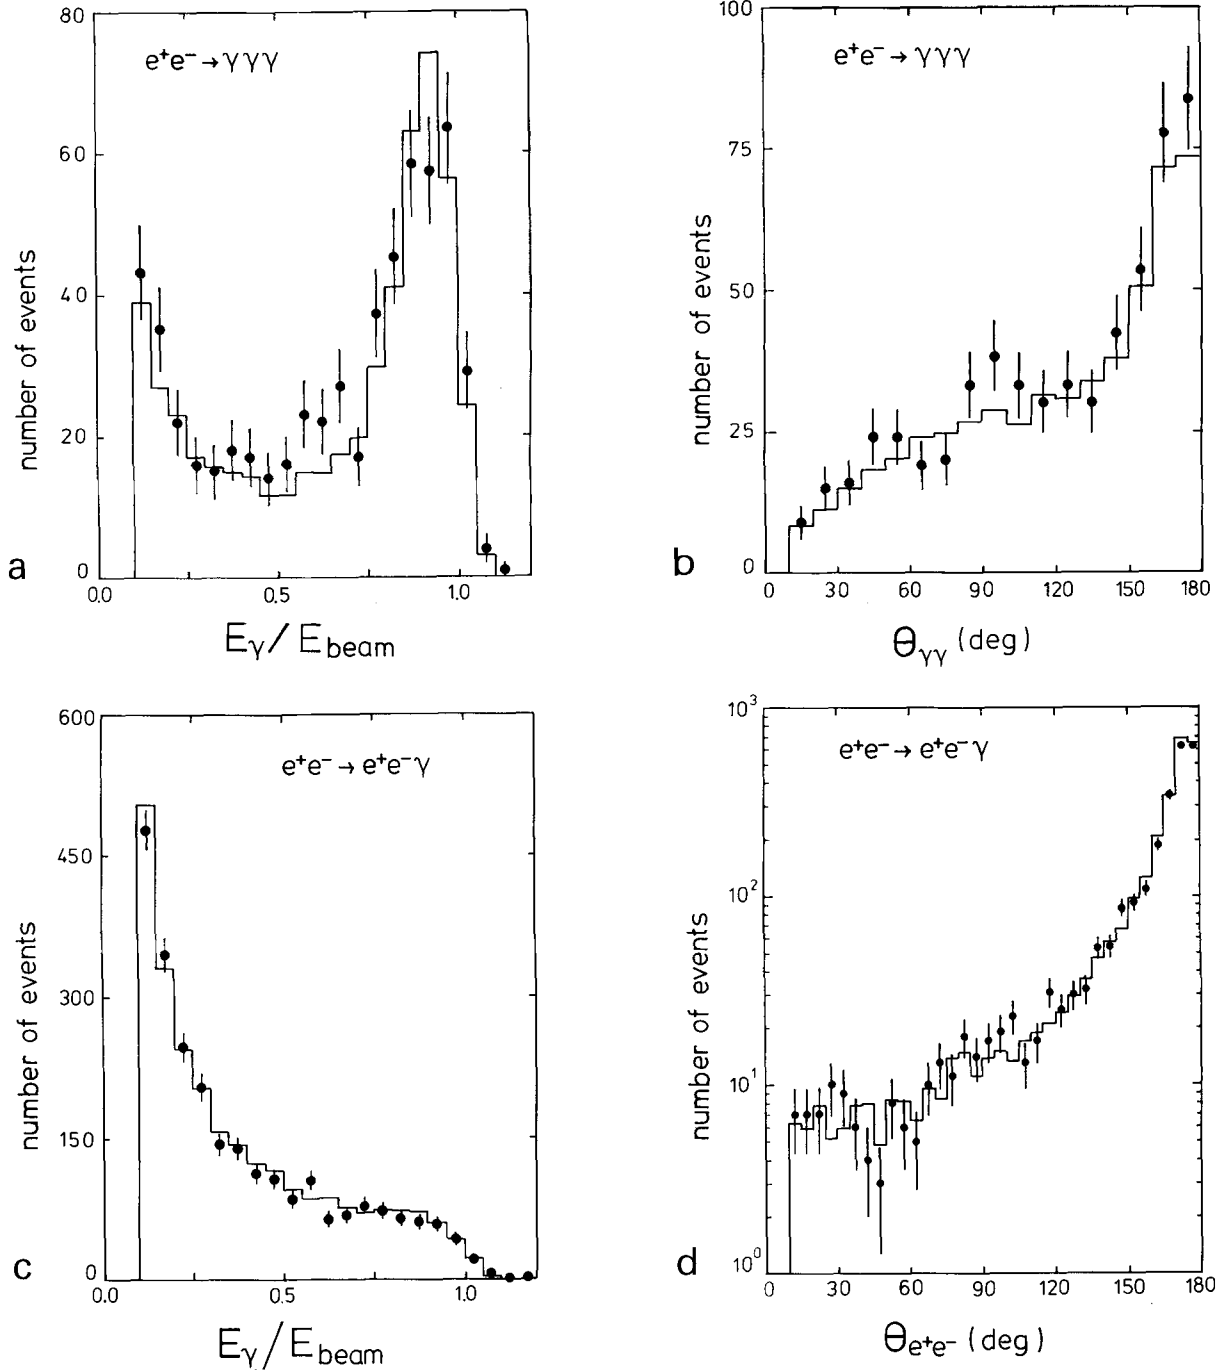 80
60
40
20
0
number of events
e⁺e⁻ → γγγ
0.0 0.5 1.0
E_γ / E_beam
a
100
75
50
25
0
number of events
e⁺e⁻ → γγγ
0 30 60 90 120 150 180
Θ_γγ (deg)
b
600
450
300
150
0
number of events
e⁺e⁻ → e⁺e⁻γ
0.0 0.5 1.0
E_γ / E_beam
c
10³
10²
10¹
10⁰
number of events
e⁺e⁻ → e⁺e⁻γ
0 30 60 90 120 150 180
Θ_e⁺e⁻ (deg)
d